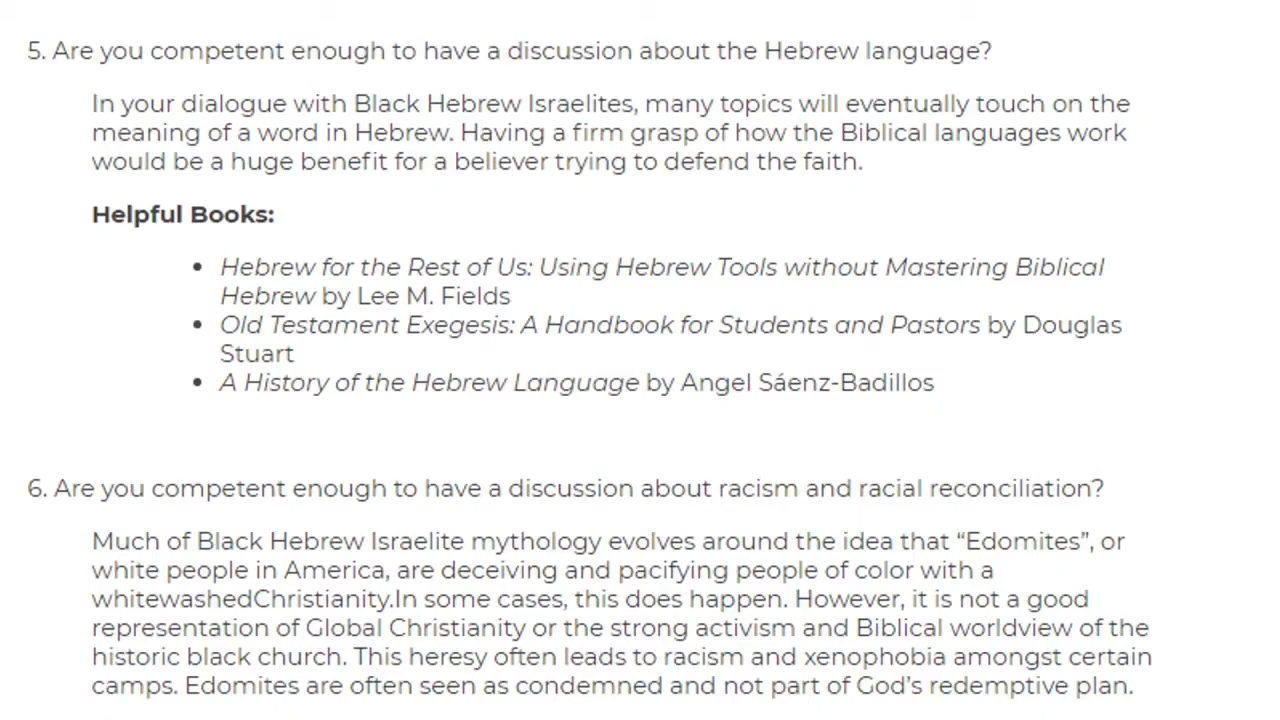 5. Are you competent enough to have a discussion about the Hebrew language?
In your dialogue with Black Hebrew Israelites, many topics will eventually touch on the
meaning of a word in Hebrew. Having a firm grasp of how the Biblical languages work
would be a huge benefit for a believer trying to defend the faith.
Helpful Books:
• Hebrew for the Rest of Us: Using Hebrew Tools without Mastering Biblical
Hebrew by Lee M. Fields
• Old Testament Exegesis: A Handbook for Students and Pastors by Douglas
Stuart
• A History of the Hebrew Language by Angel Sáenz-Badillos
6. Are you competent enough to have a discussion about racism and racial reconciliation?
Much of Black Hebrew Israelite mythology evolves around the idea that “Edomites”, or
white people in America, are deceiving and pacifying people of color with a
whitewashedChristianity.In some cases, this does happen. However, it is not a good
representation of Global Christianity or the strong activism and Biblical worldview of the
historic black church. This heresy often leads to racism and xenophobia amongst certain
camps. Edomites are often seen as condemned and not part of God’s redemptive plan.